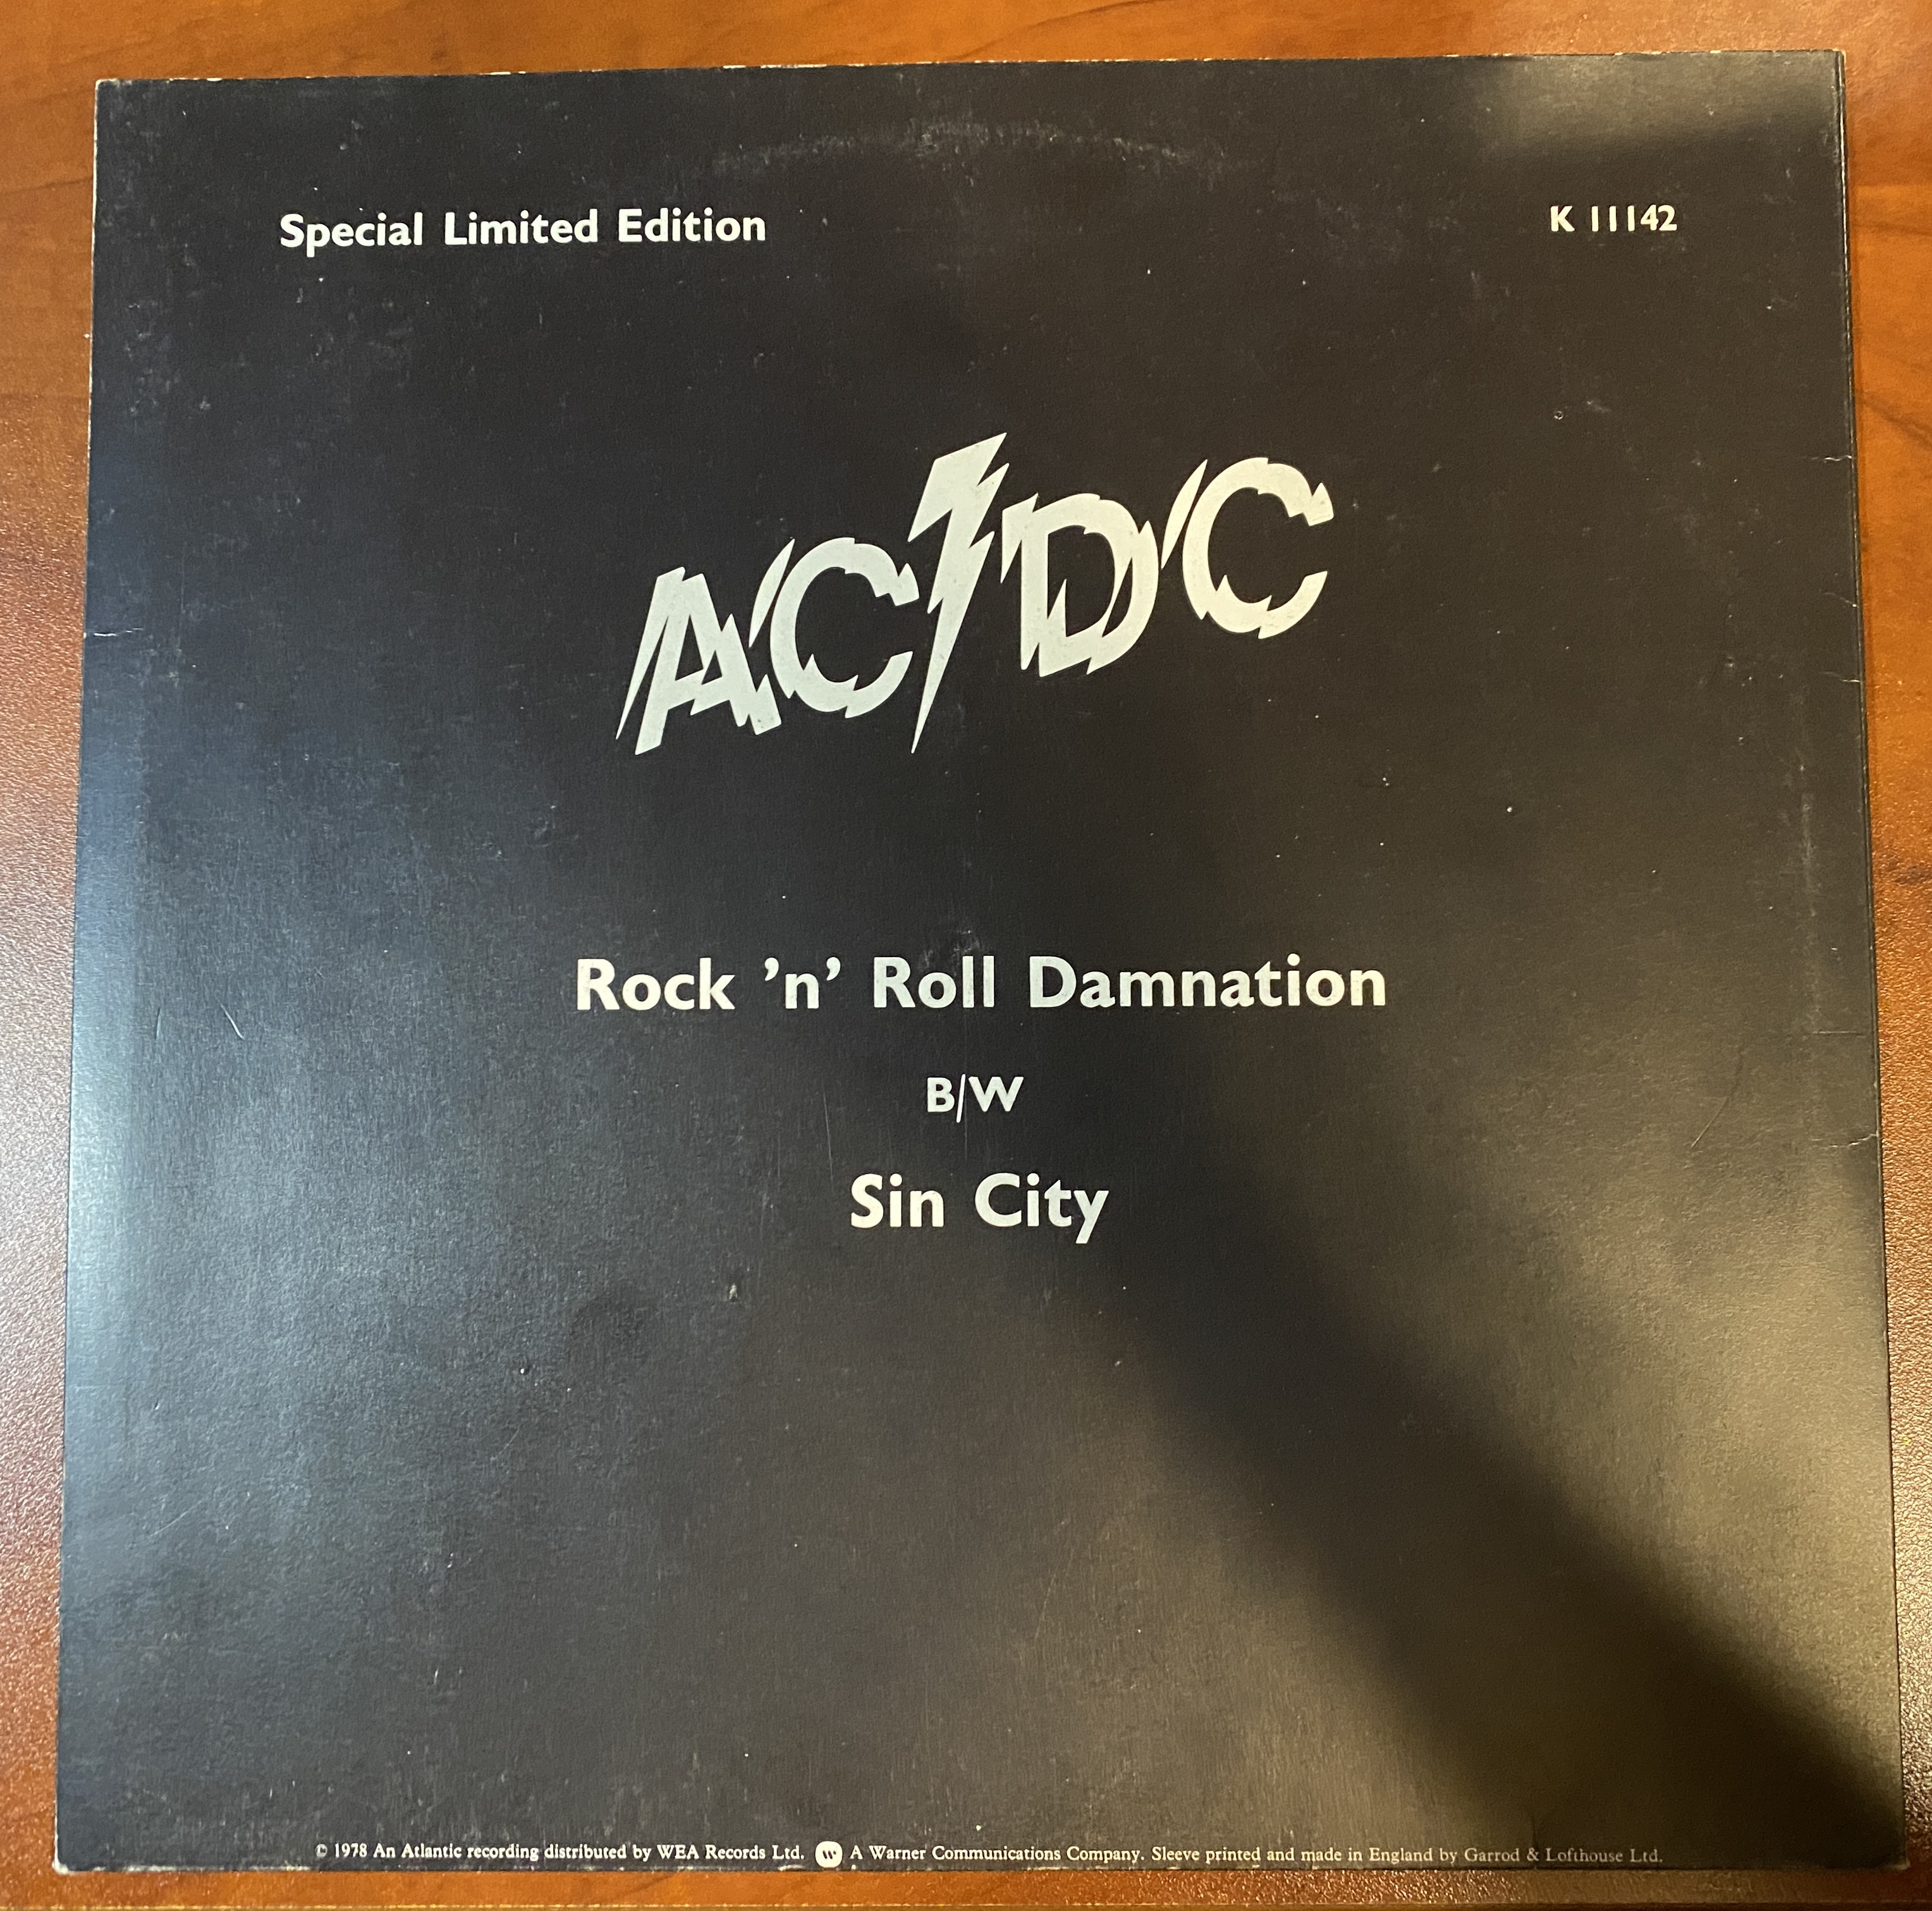 Special Limited Edition
K 11142
AC/DC
Rock ’n’ Roll Damnation
B/W
Sin City
© 1978 An Atlantic recording distributed by WEA Records Ltd. W A Warner Communications Company. Sleeve printed and made in England by Garrod & Lofthouse Ltd.